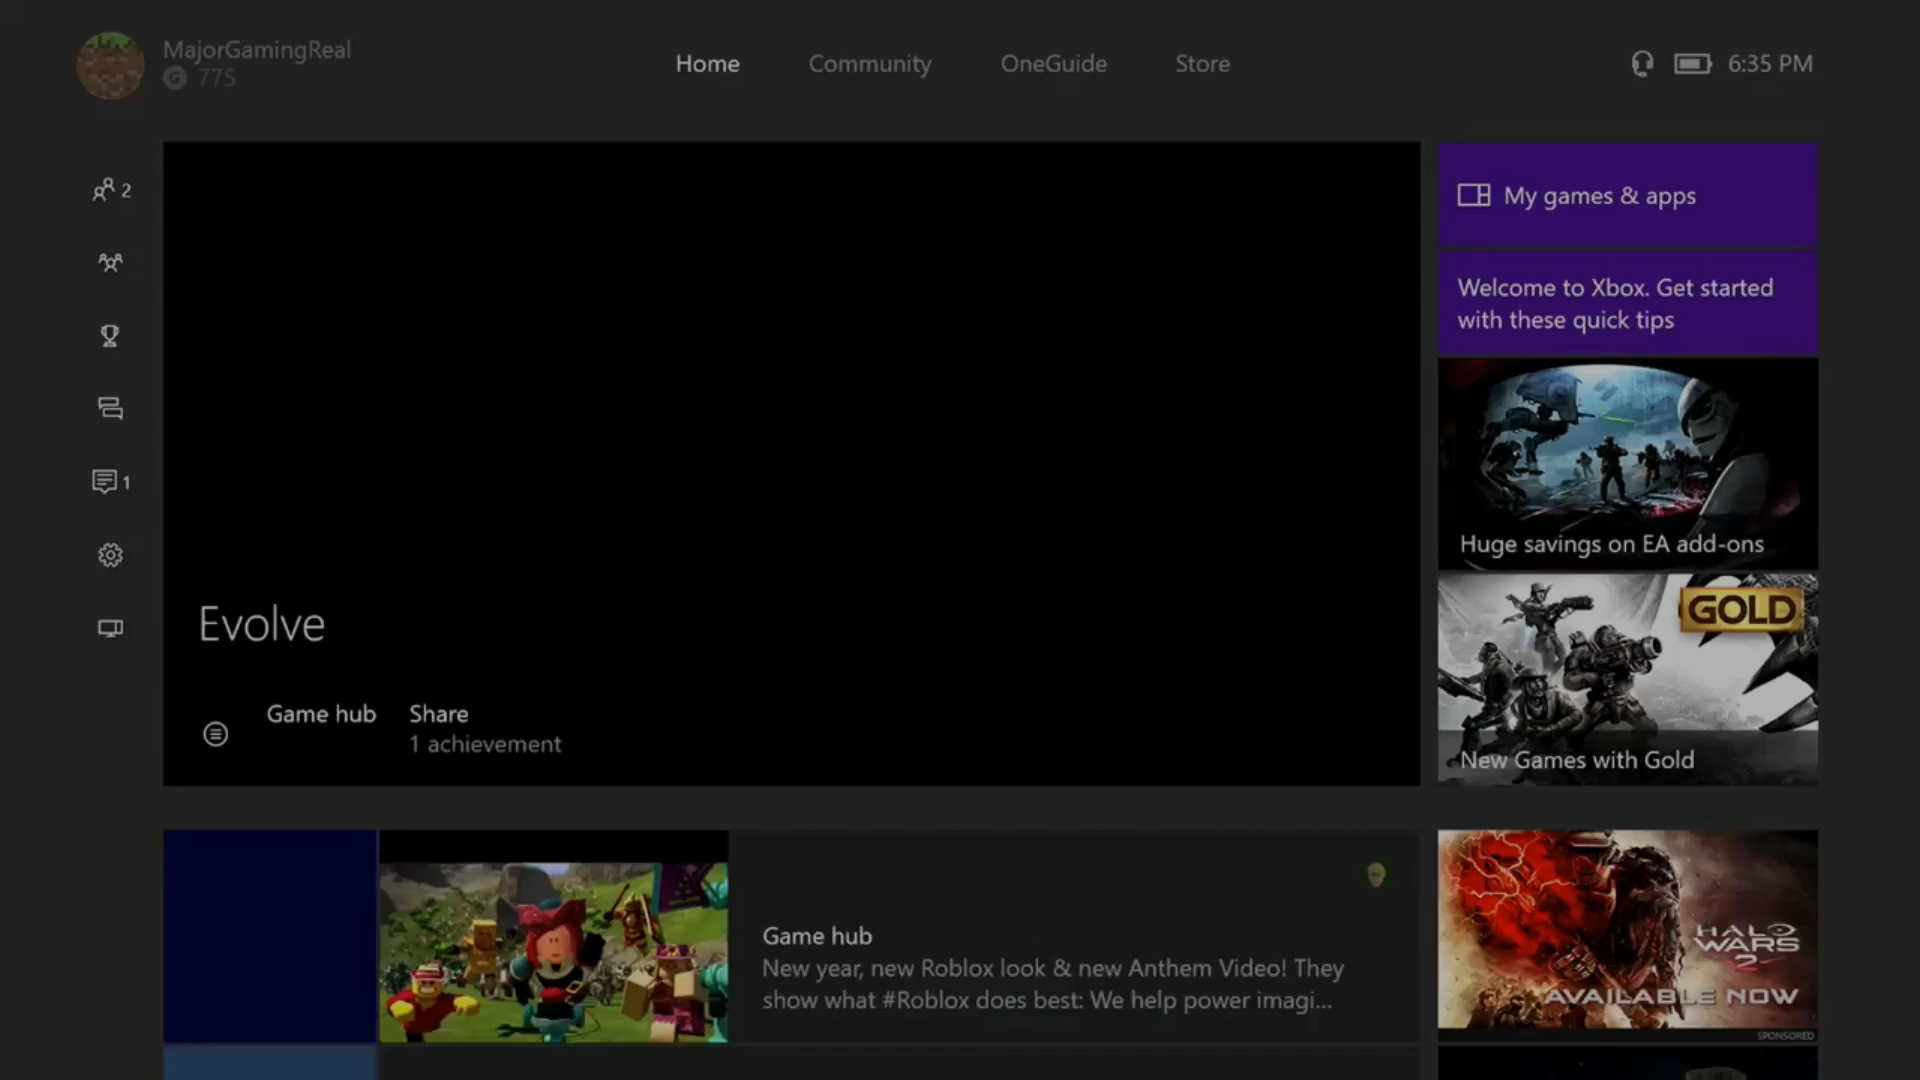 MajorGamingReal
G 775
Home
Community
OneGuide
Store
6:35 PM
2
1
Evolve
Game hub
Share
1 achievement
My games & apps
Welcome to Xbox. Get started
with these quick tips
Huge savings on EA add-ons
GOLD
New Games with Gold
Game hub
New year, new Roblox look & new Anthem Video! They
show what #Roblox does best: We help power imagi...
HALO
WARS
2
AVAILABLE NOW
SPONSORED